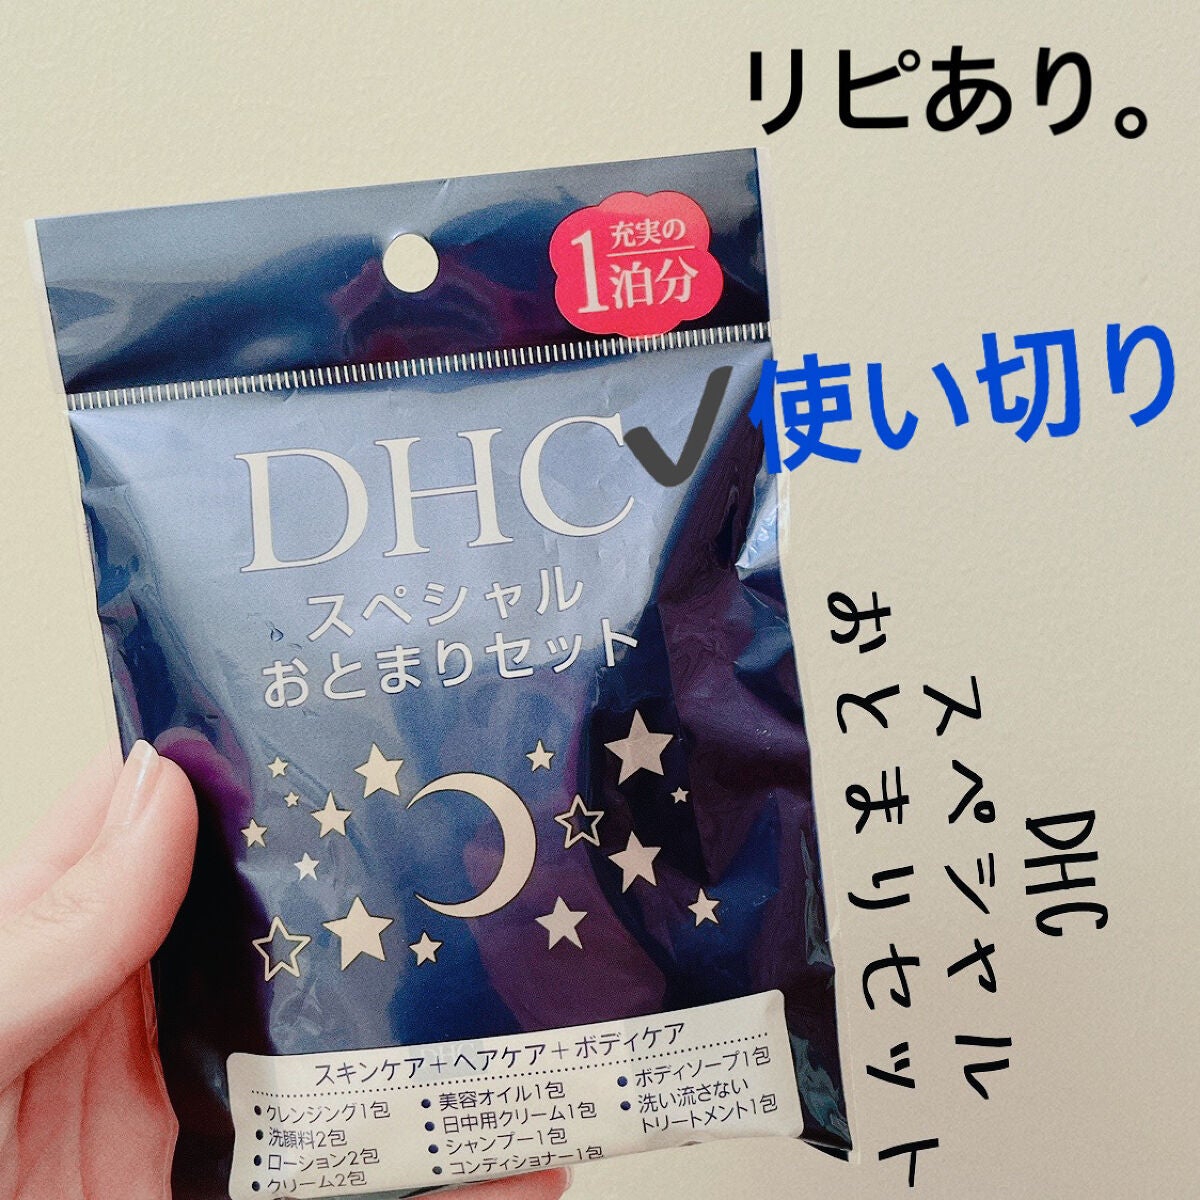 リピあり。
充実の
1泊分
✓使い切り
DHC
スペシャル
おとまりセット
DHC
スペシャル
おとまりセット
スキンケア+ヘアケア+ボディケア
•クレンジング1包
•洗顔料2包
•ローション2包
•クリーム2包
•美容オイル1包
•日中用クリーム1包
•シャンプー1包
•コンディショナー1包
•ボディソープ1包
•洗い流さない
トリートメント1包